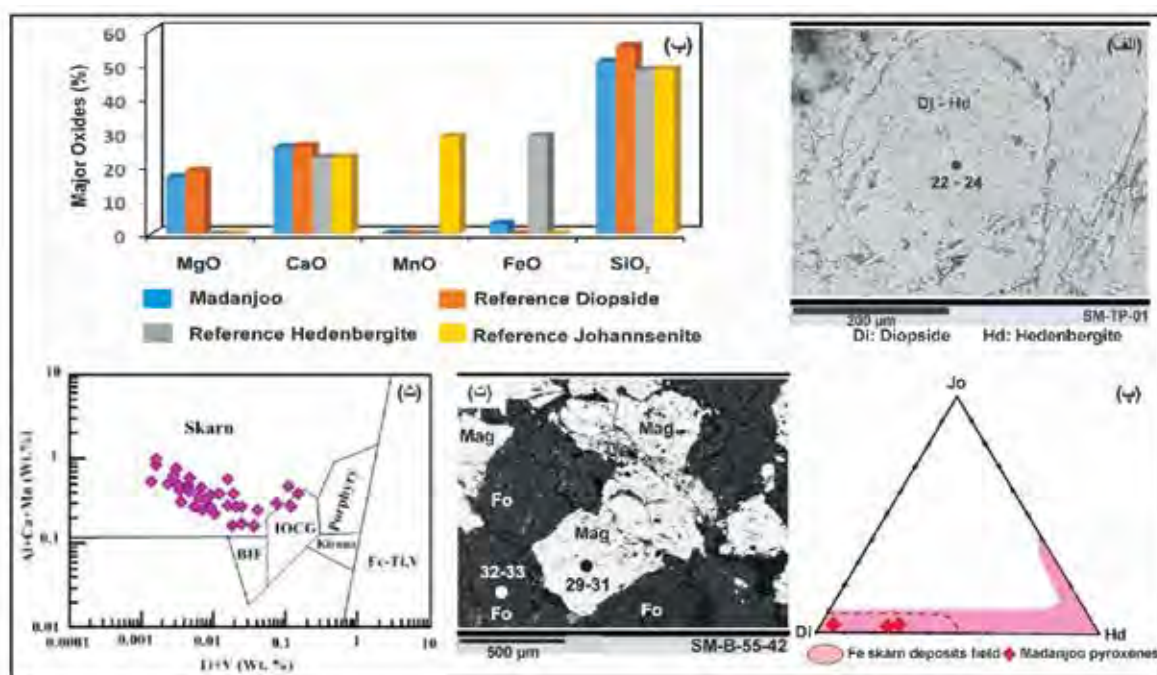 (الف)
Di - Hd
22 - 24
200 µm
SM-TP-01
Di: Diopside Hd: Hedenbergite
(ب)
Major Oxides (%)
60
50
40
30
20
10
0
MgO CaO MnO FeO SiO₂
Madanjoo
Reference Diopside
Reference Hedenbergite
Reference Johannsenite
(پ)
Jo
Di
Hd
Fe skarn deposits field
Madanjoo pyroxenes
(ت)
Mag
Mag
Fo
Mag
32-33
29-31
Fo
Fo
500 µm
SM-B-55-42
(ث)
Al+Ca+Mn (Wt.%)
10
1
0.1
0.01
Skarn
IOCG
Porphyry
BIF
Kiruna
Fe-Ti,V
0.0001 0.001 0.01 0.1 1 10
Ti+V (Wt. %)